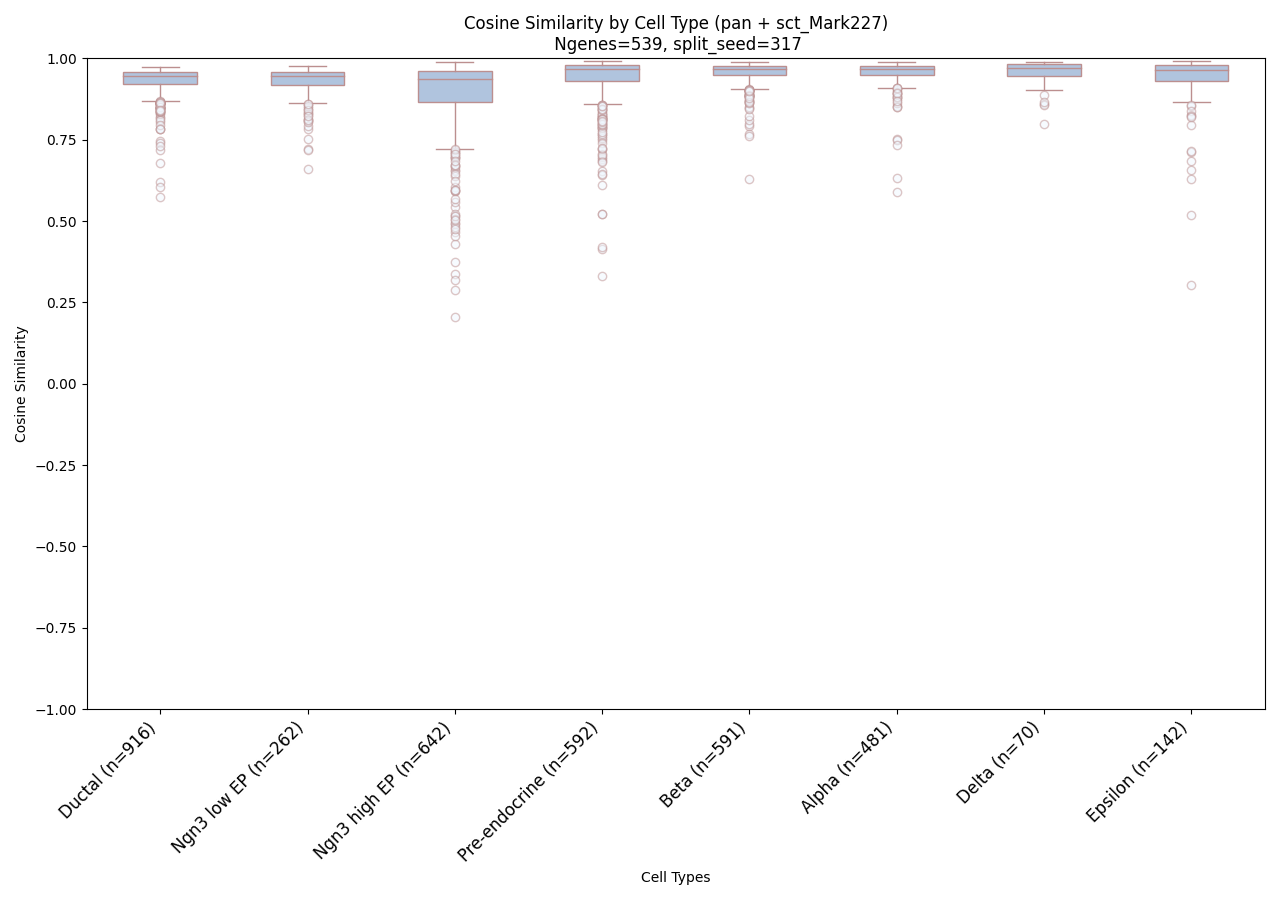 Cosine Similarity by Cell Type (pan + sct_Mark227)
Ngenes=539, split_seed=317
1.00
0.75
0.50
0.25
0.00
−0.25
−0.50
−0.75
−1.00
Cosine Similarity
Ductal (n=916)
Ngn3 low EP (n=262)
Ngn3 high EP (n=642)
Pre-endocrine (n=592)
Beta (n=591)
Alpha (n=481)
Delta (n=70)
Epsilon (n=142)
Cell Types